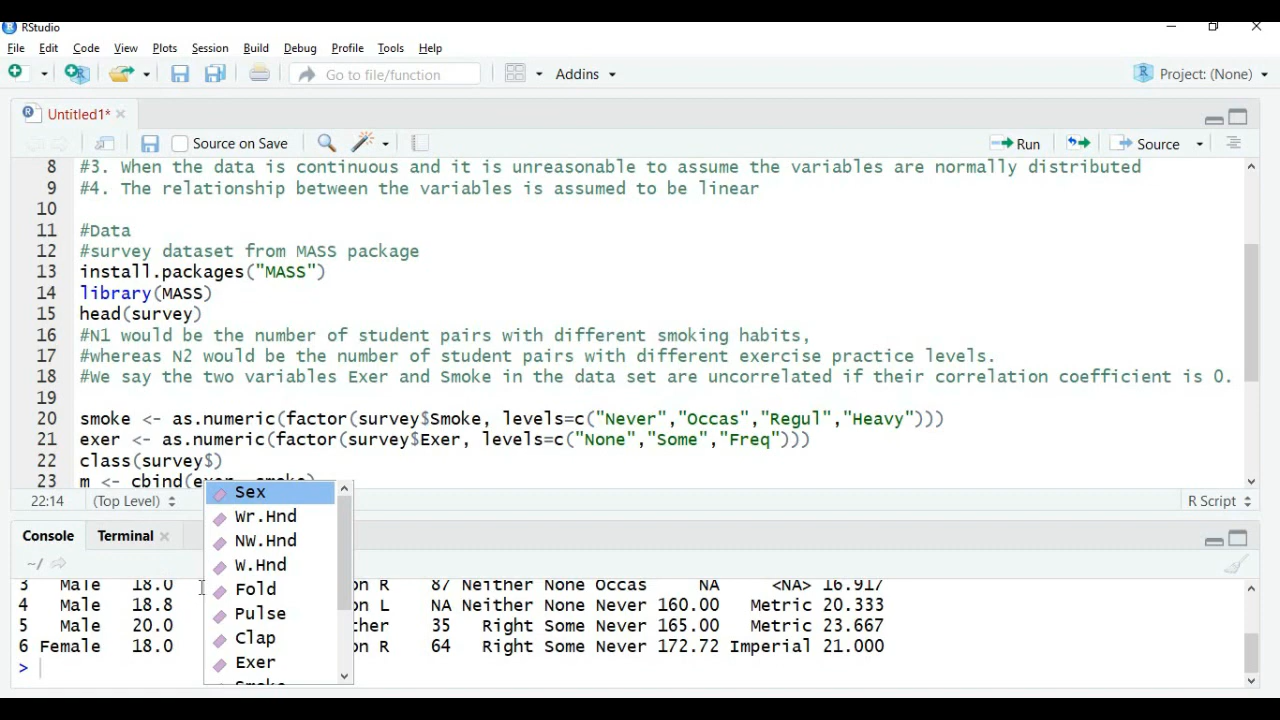 RStudio
File Edit Code View Plots Session Build Debug Profile Tools Help
Go to file/function Addins Project: (None)
Untitled1*
Source on Save Run Source
8 #3. When the data is continuous and it is unreasonable to assume the variables are normally distributed
9 #4. The relationship between the variables is assumed to be linear
10
11 #Data
12 #survey dataset from MASS package
13 install.packages("MASS")
14 library(MASS)
15 head(survey)
16 #N1 would be the number of student pairs with different smoking habits,
17 #whereas N2 would be the number of student pairs with different exercise practice levels.
18 #We say the two variables Exer and Smoke in the data set are uncorrelated if their correlation coefficient is 0.
19
20 smoke <- as.numeric(factor(survey$Smoke, levels=c("Never","Occas","Regul","Heavy")))
21 exer <- as.numeric(factor(survey$Exer, levels=c("None","Some","Freq")))
22 class(survey$)
23 m <- cbind(exer, smoke)
22:14 (Top Level) R Script
Sex
Wr.Hnd
NW.Hnd
W.Hnd
Fold
Pulse
Clap
Exer
Smoke
Console Terminal
~/
3 Male 18.0 on R 87 Neither None Occas NA <NA> 16.917
4 Male 18.8 on L NA Neither None Never 160.00 Metric 20.333
5 Male 20.0 ther 35 Right Some Never 165.00 Metric 23.667
6 Female 18.0 on R 64 Right Some Never 172.72 Imperial 21.000
>